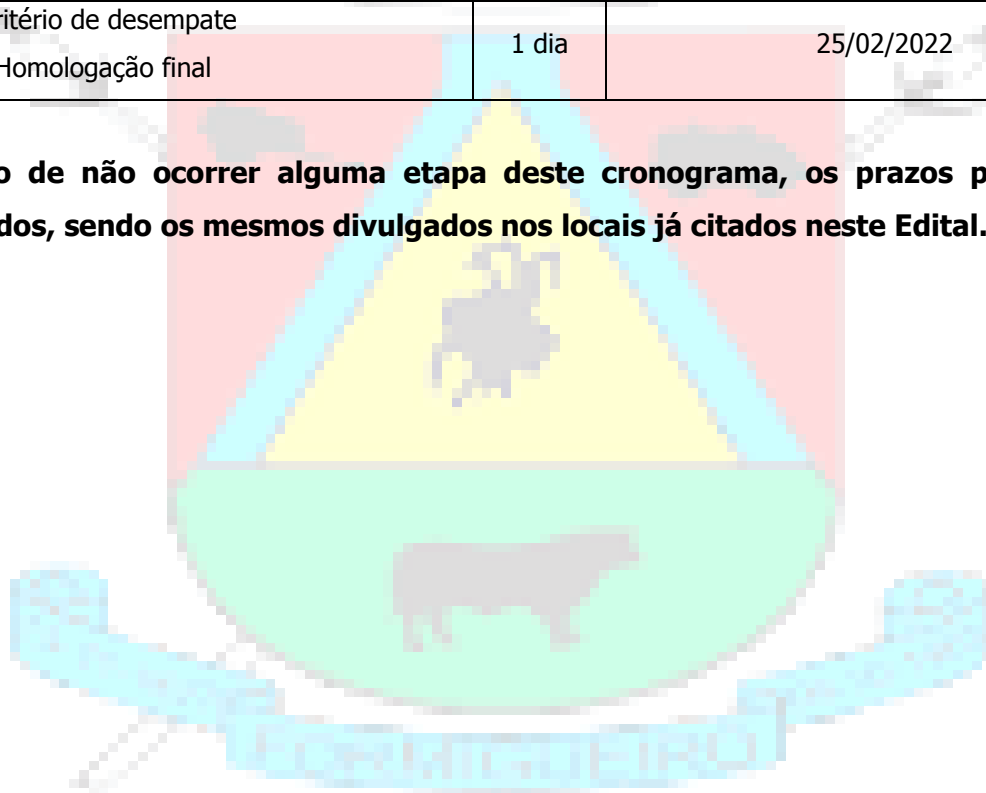 ritério de desempate
1 dia
25/02/2022
Homologação final
o de não ocorrer alguma etapa deste cronograma, os prazos p
dos, sendo os mesmos divulgados nos locais já citados neste Edital.
FORMIGUEIRO